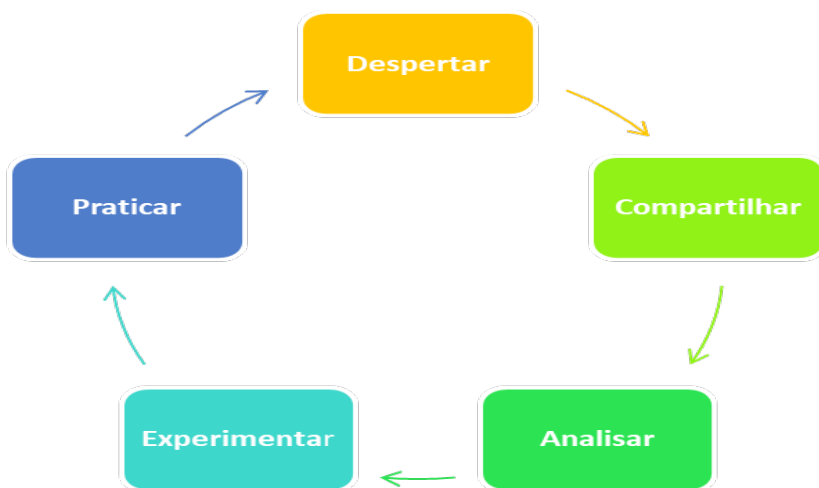 Despertar
Compartilhar
Analisar
Experimentar
Praticar